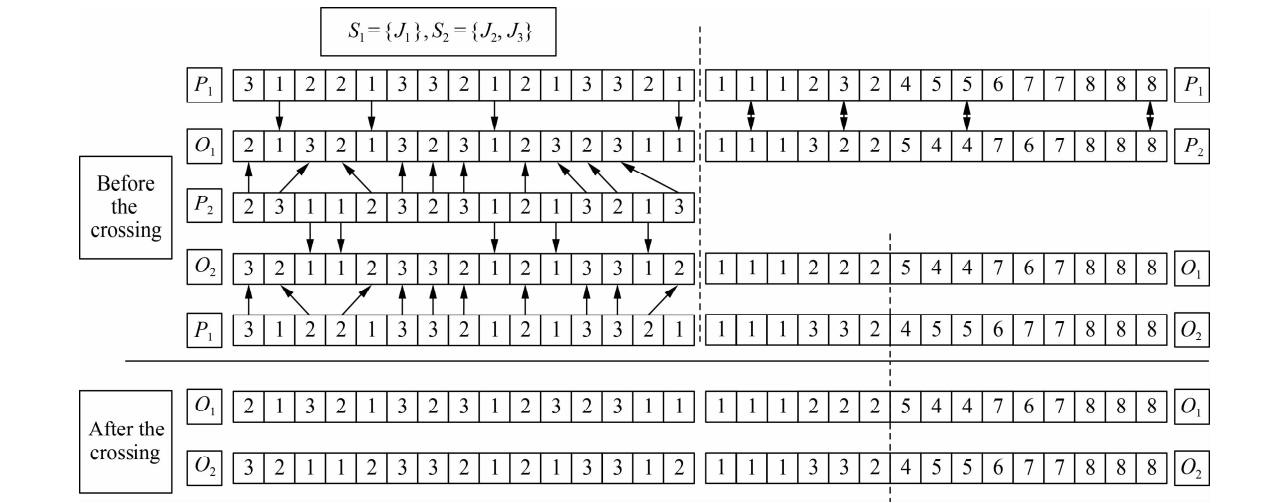 S₁={J₁}, S₂={J₂, J₃}
P₁ 3 1 2 2 1 3 3 2 1 2 1 3 3 2 1 1 1 1 2 3 2 4 5 5 6 7 7 8 8 8 P₁
O₁ 2 1 3 2 1 3 2 3 1 2 3 2 3 1 1 1 1 1 3 2 2 5 4 4 7 6 7 8 8 8 P₂
Before
the
crossing
P₂ 2 3 1 1 2 3 2 3 1 2 1 3 2 1 3
O₂ 3 2 1 1 2 3 3 2 1 2 1 3 3 1 2 1 1 1 2 2 2 5 4 4 7 6 7 8 8 8 O₁
P₁ 3 1 2 2 1 3 3 2 1 2 1 3 3 2 1 1 1 1 3 3 2 4 5 5 6 7 7 8 8 8 O₂
After the
crossing
O₁ 2 1 3 2 1 3 2 3 1 2 3 2 3 1 1 1 1 1 2 2 2 5 4 4 7 6 7 8 8 8 O₁
O₂ 3 2 1 1 2 3 3 2 1 2 1 3 3 1 2 1 1 1 3 3 2 4 5 5 6 7 7 8 8 8 O₂